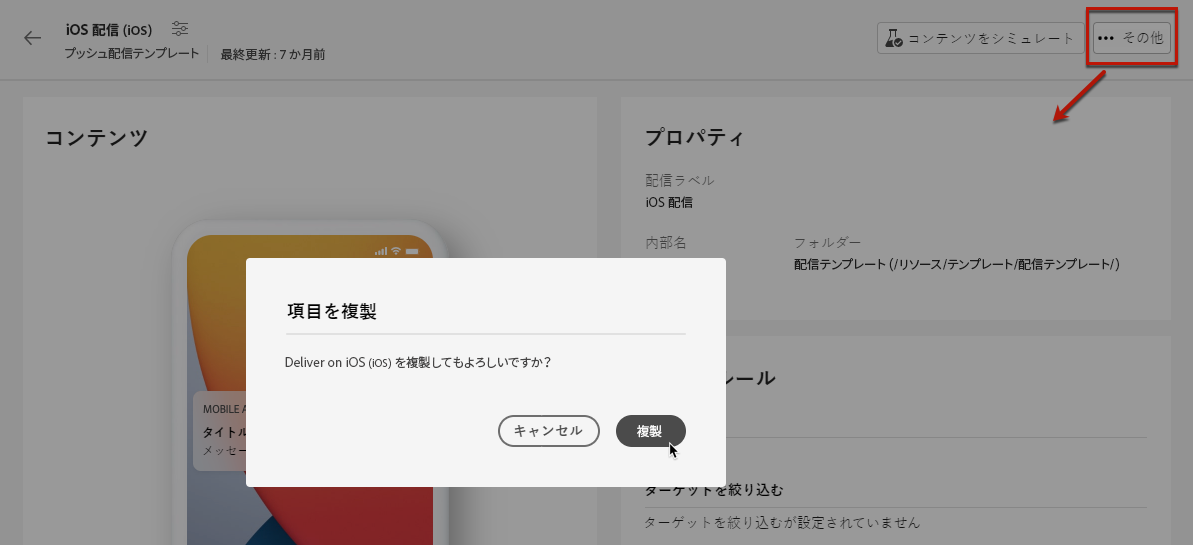 iOS 配信 (iOS)
プッシュ配信テンプレート
最終更新 : 7 か月前
コンテンツをシミュレート
••• その他
コンテンツ
プロパティ
配信ラベル
iOS 配信
内部名
フォルダー
配信テンプレート (/リソース/テンプレート/配信テンプレート/)
項目を複製
Deliver on iOS (iOS) を複製してもよろしいですか？
キャンセル
複製
MOBILE
タイトル
メッセー
ール
ターゲットを絞り込む
ターゲットを絞り込むが設定されていません